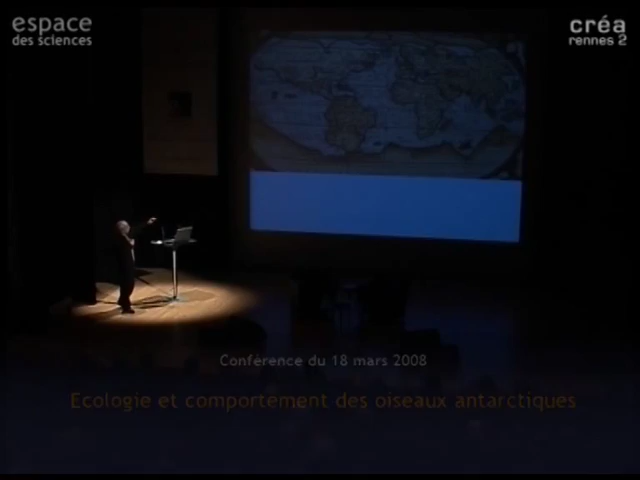 espace
des sciences
créa
rennes 2
Conférence du 18 mars 2008
Ecologie et comportement des oiseaux antarctiques